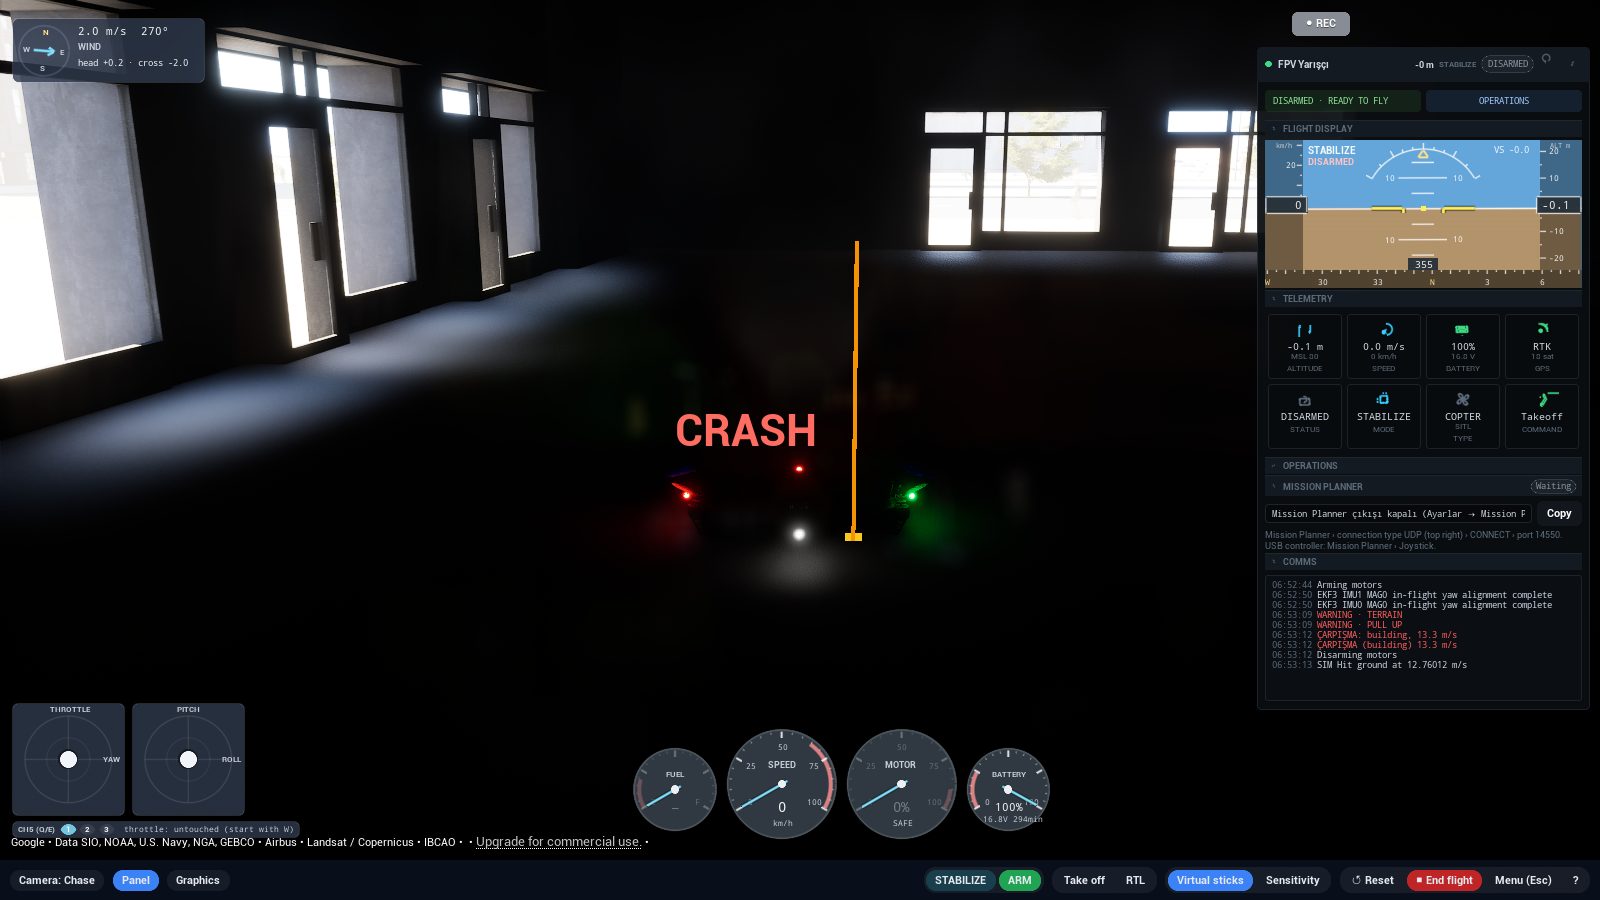 N
W
E
S
2.0 m/s 270°
WIND
head +0.2 · cross -2.0
REC
FPV Yarışçı
-0 m STABILIZE DISARMED
DISARMED · READY TO FLY
OPERATIONS
FLIGHT DISPLAY
km/h
STABILIZE
DISARMED
VS -0.0
ALT m
20
20
10
10
10
0
-0.1
-10
10
10
-20
355
W
30
33
N
3
6
TELEMETRY
-0.1 m
MSL 80
ALTITUDE
0.0 m/s
0 km/h
SPEED
100%
16.8 V
BATTERY
RTK
18 sat
GPS
DISARMED
STATUS
STABILIZE
MODE
COPTER
SITL
TYPE
Takeoff
COMMAND
OPERATIONS
MISSION PLANNER
Waiting
Mission Planner çıkışı kapalı (Ayarlar → Mission P
Copy
Mission Planner › connection type UDP (top right) › CONNECT › port 14550.
USB controller: Mission Planner › Joystick.
COMMS
06:52:44 Arming motors
06:52:50 EKF3 IMU1 MAG0 in-flight yaw alignment complete
06:52:50 EKF3 IMU0 MAG0 in-flight yaw alignment complete
06:53:09 WARNING · TERRAIN
06:53:09 WARNING · PULL UP
06:53:12 ÇARPIŞMA: building, 13.3 m/s
06:53:12 ÇARPIŞMA (building) 13.3 m/s
06:53:12 Disarming motors
06:53:13 SIM Hit ground at 12.76012 m/s
CRASH
THROTTLE
YAW
PITCH
ROLL
CH5 (Q/E) 1 2 3 throttle: untouched (start with W)
FUEL
F
–
50
25
SPEED
75
100
0
km/h
50
25
MOTOR
75
100
0%
SAFE
BATTERY
0
100
100%
16.8V 294min
Google • Data SIO, NOAA, U.S. Navy, NGA, GEBCO • Airbus • Landsat / Copernicus • IBCAO • • Upgrade for commercial use. •
Camera: Chase
Panel
Graphics
STABILIZE
ARM
Take off
RTL
Virtual sticks
Sensitivity
Reset
End flight
Menu (Esc)
?